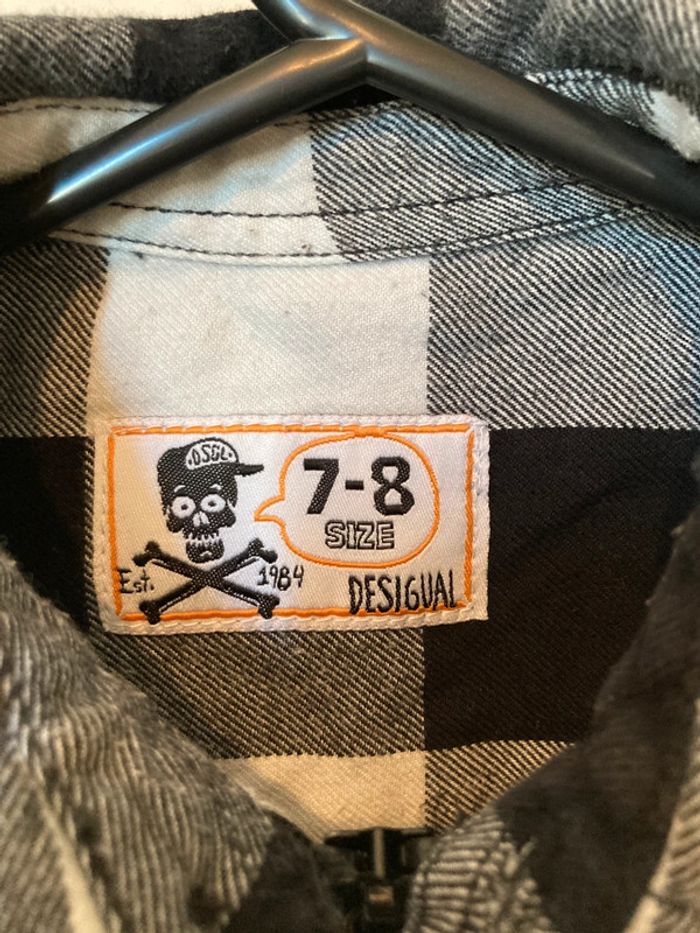 .DSGL.
7-8
SIZE
Est. 1984
DESIGUAL